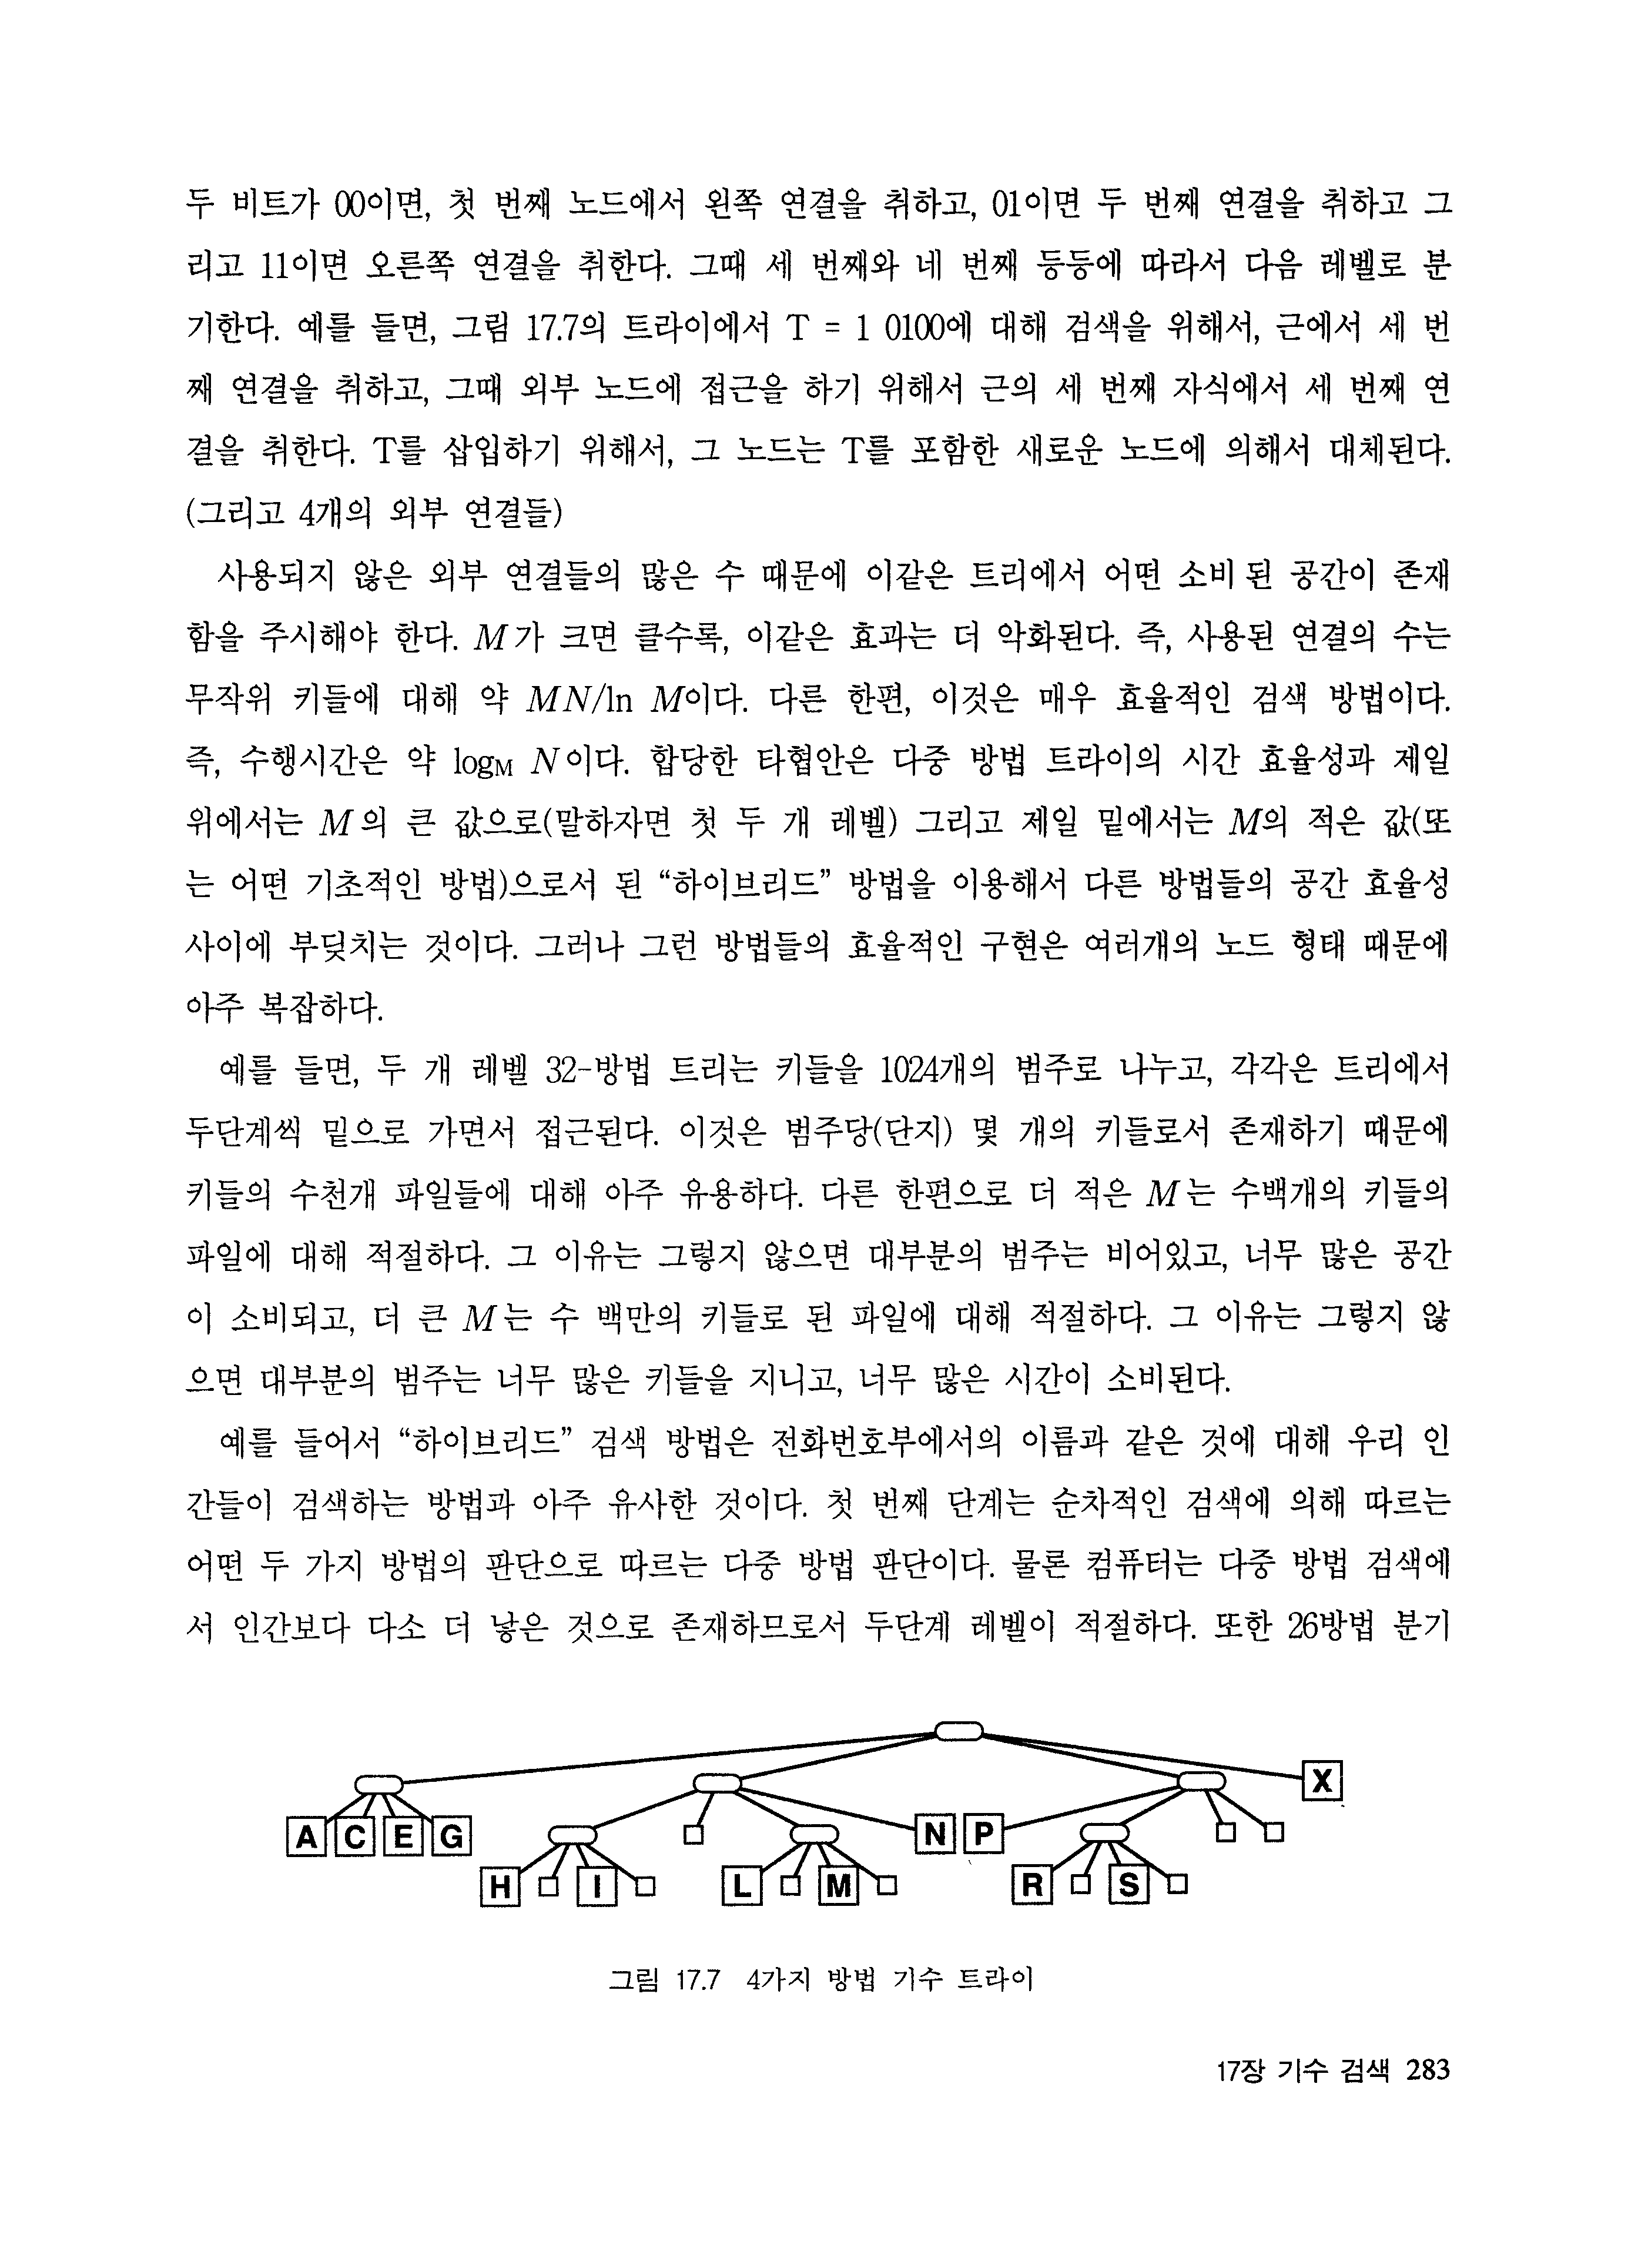 두 비트가 00이면, 첫 번째 노드에서 왼쪽 연결을 취하고, 01이면 두 번째 연결을 취하고 그
리고 11이면 오른쪽 연결을 취한다. 그때 세 번째와 네 번째 등등에 따라서 다음 레벨로 분
기한다. 예를 들면, 그림 17.7의 트라이에서 T = 1 0100에 대해 검색을 위해서, 근에서 세 번
째 연결을 취하고, 그때 외부 노드에 접근을 하기 위해서 근의 세 번째 자식에서 세 번째 연
결을 취한다. T를 삽입하기 위해서, 그 노드는 T를 포함한 새로운 노드에 의해서 대체된다.
(그리고 4개의 외부 연결들)
사용되지 않은 외부 연결들의 많은 수 때문에 이같은 트리에서 어떤 소비된 공간이 존재
함을 주시해야 한다. M가 크면 클수록, 이같은 효과는 더 악화된다. 즉, 사용된 연결의 수는
무작위 키들에 대해 약 MN/ln M이다. 다른 한편, 이것은 매우 효율적인 검색 방법이다.
즉, 수행시간은 약 logM N이다. 합당한 타협안은 다중 방법 트라이의 시간 효율성과 제일
위에서는 M의 큰 값으로(말하자면 첫 두 개 레벨) 그리고 제일 밑에서는 M의 적은 값(또
는 어떤 기초적인 방법)으로서 된 “하이브리드” 방법을 이용해서 다른 방법들의 공간 효율성
사이에 부딪치는 것이다. 그러나 그런 방법들의 효율적인 구현은 여러개의 노드 형태 때문에
아주 복잡하다.
예를 들면, 두 개 레벨 32-방법 트리는 키들을 1024개의 범주로 나누고, 각각은 트리에서
두단계씩 밑으로 가면서 접근된다. 이것은 범주당(단지) 몇 개의 키들로서 존재하기 때문에
키들의 수천개 파일들에 대해 아주 유용하다. 다른 한편으로 더 적은 M는 수백개의 키들의
파일에 대해 적절하다. 그 이유는 그렇지 않으면 대부분의 범주는 비어있고, 너무 많은 공간
이 소비되고, 더 큰 M는 수 백만의 키들로 된 파일에 대해 적절하다. 그 이유는 그렇지 않
으면 대부분의 범주는 너무 많은 키들을 지니고, 너무 많은 시간이 소비된다.
예를 들어서 “하이브리드” 검색 방법은 전화번호부에서의 이름과 같은 것에 대해 우리 인
간들이 검색하는 방법과 아주 유사한 것이다. 첫 번째 단계는 순차적인 검색에 의해 따르는
어떤 두 가지 방법의 판단으로 따르는 다중 방법 판단이다. 물론 컴퓨터는 다중 방법 검색에
서 인간보다 다소 더 낳은 것으로 존재하므로서 두단계 레벨이 적절하다. 또한 26방법 분기
X
A C E G N P
H I L M R S
그림 17.7 4가지 방법 기수 트라이
17장 기수 검색 283